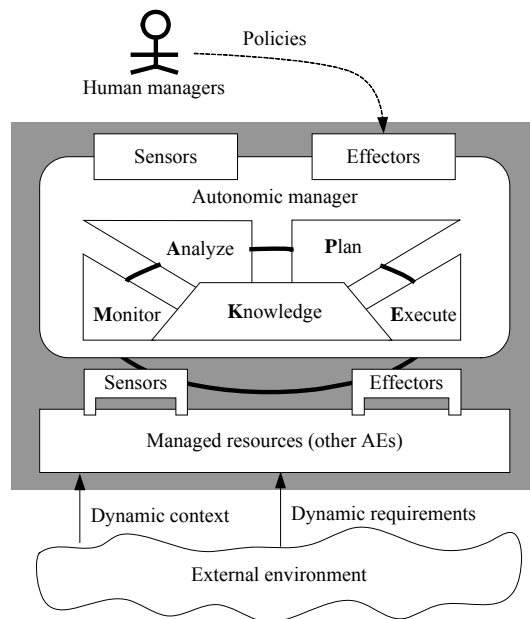 Policies
Human managers
Sensors
Effectors
Autonomic manager
Analyze
Plan
Monitor
Knowledge
Execute
Sensors
Effectors
Managed resources (other AEs)
Dynamic context
Dynamic requirements
External environment